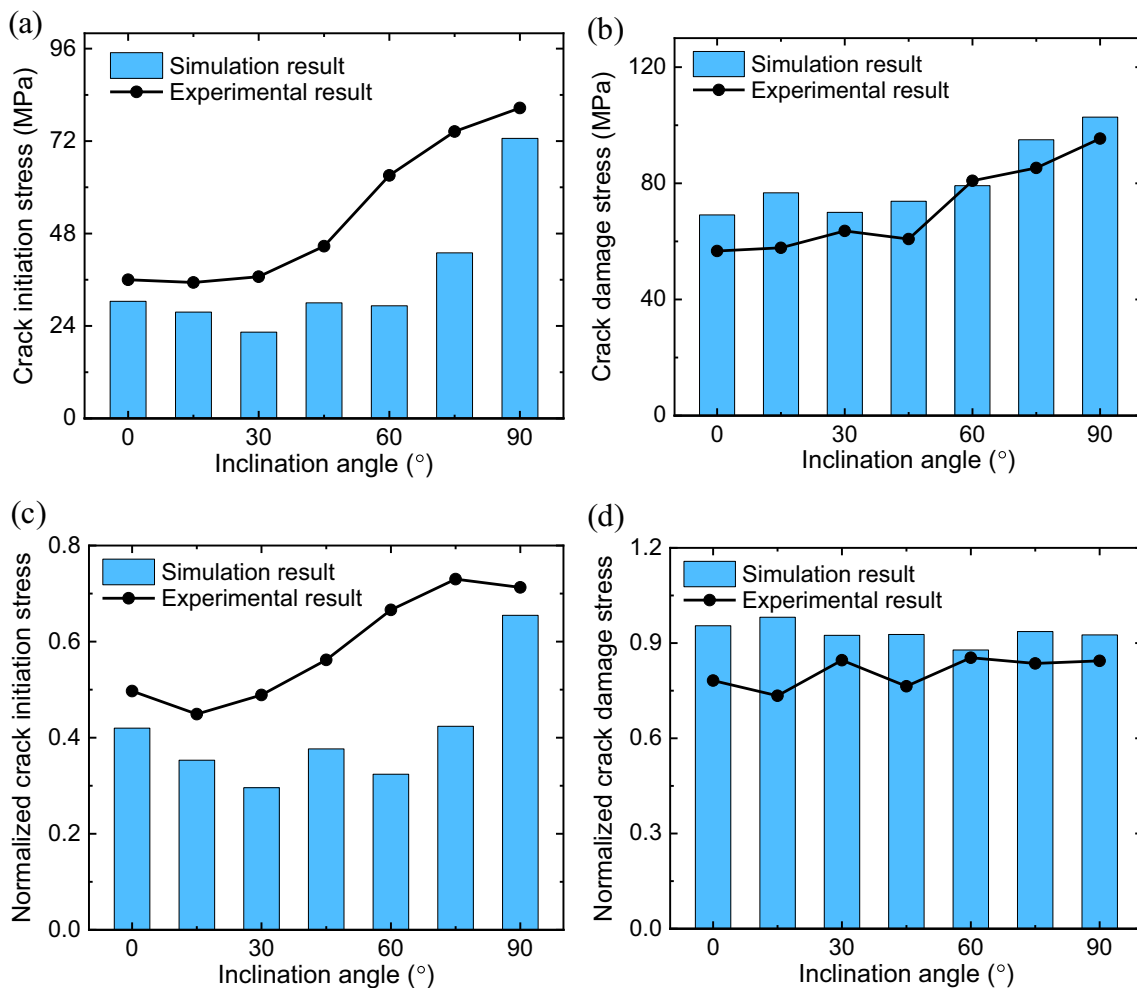 (a)
96
72
48
24
0
Crack initiation stress (MPa)
Simulation result
Experimental result
0 30 60 90
Inclination angle (°)
(b)
120
80
40
0
Crack damage stress (MPa)
Simulation result
Experimental result
0 30 60 90
Inclination angle (°)
(c)
0.8
0.6
0.4
0.2
0.0
Normalized crack initiation stress
Simulation result
Experimental result
0 30 60 90
Inclination angle (°)
(d)
1.2
0.9
0.6
0.3
0.0
Normalized crack damage stress
Simulation result
Experimental result
0 30 60 90
Inclination angle (°)